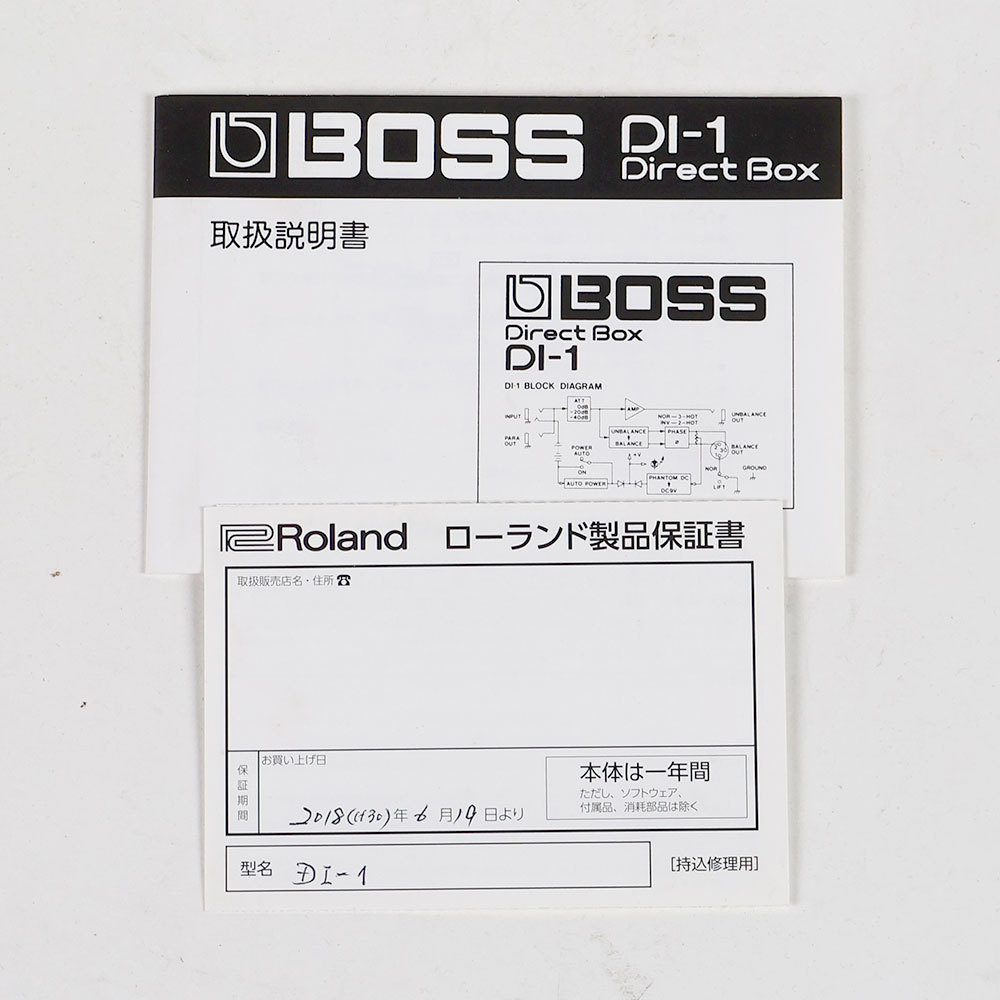 BOSS DI-1
Direct Box
取扱説明書
BOSS
Direct Box
DI-1
DI-1 BLOCK DIAGRAM
INPUT
ATT
0dB
-20dB
-40dB
AMP
UNBALANCE
OUT
NOR—3-HOT
INV—2-HOT
PARA
OUT
UNBALANCE
BALANCE
PHASE
ø
BALANCE
OUT
POWER
AUTO
ON
+V
AUTO POWER
PHANTOM DC
DC9V
NOR
LIFT
GROUND
Roland ローランド製品保証書
取扱販売店名・住所☎
保証期間
お買い上げ日
2018(H30)年6月19日より
本体は一年間
ただし、ソフトウェア、
付属品、消耗部品は除く
型名 DI-1
[持込修理用]